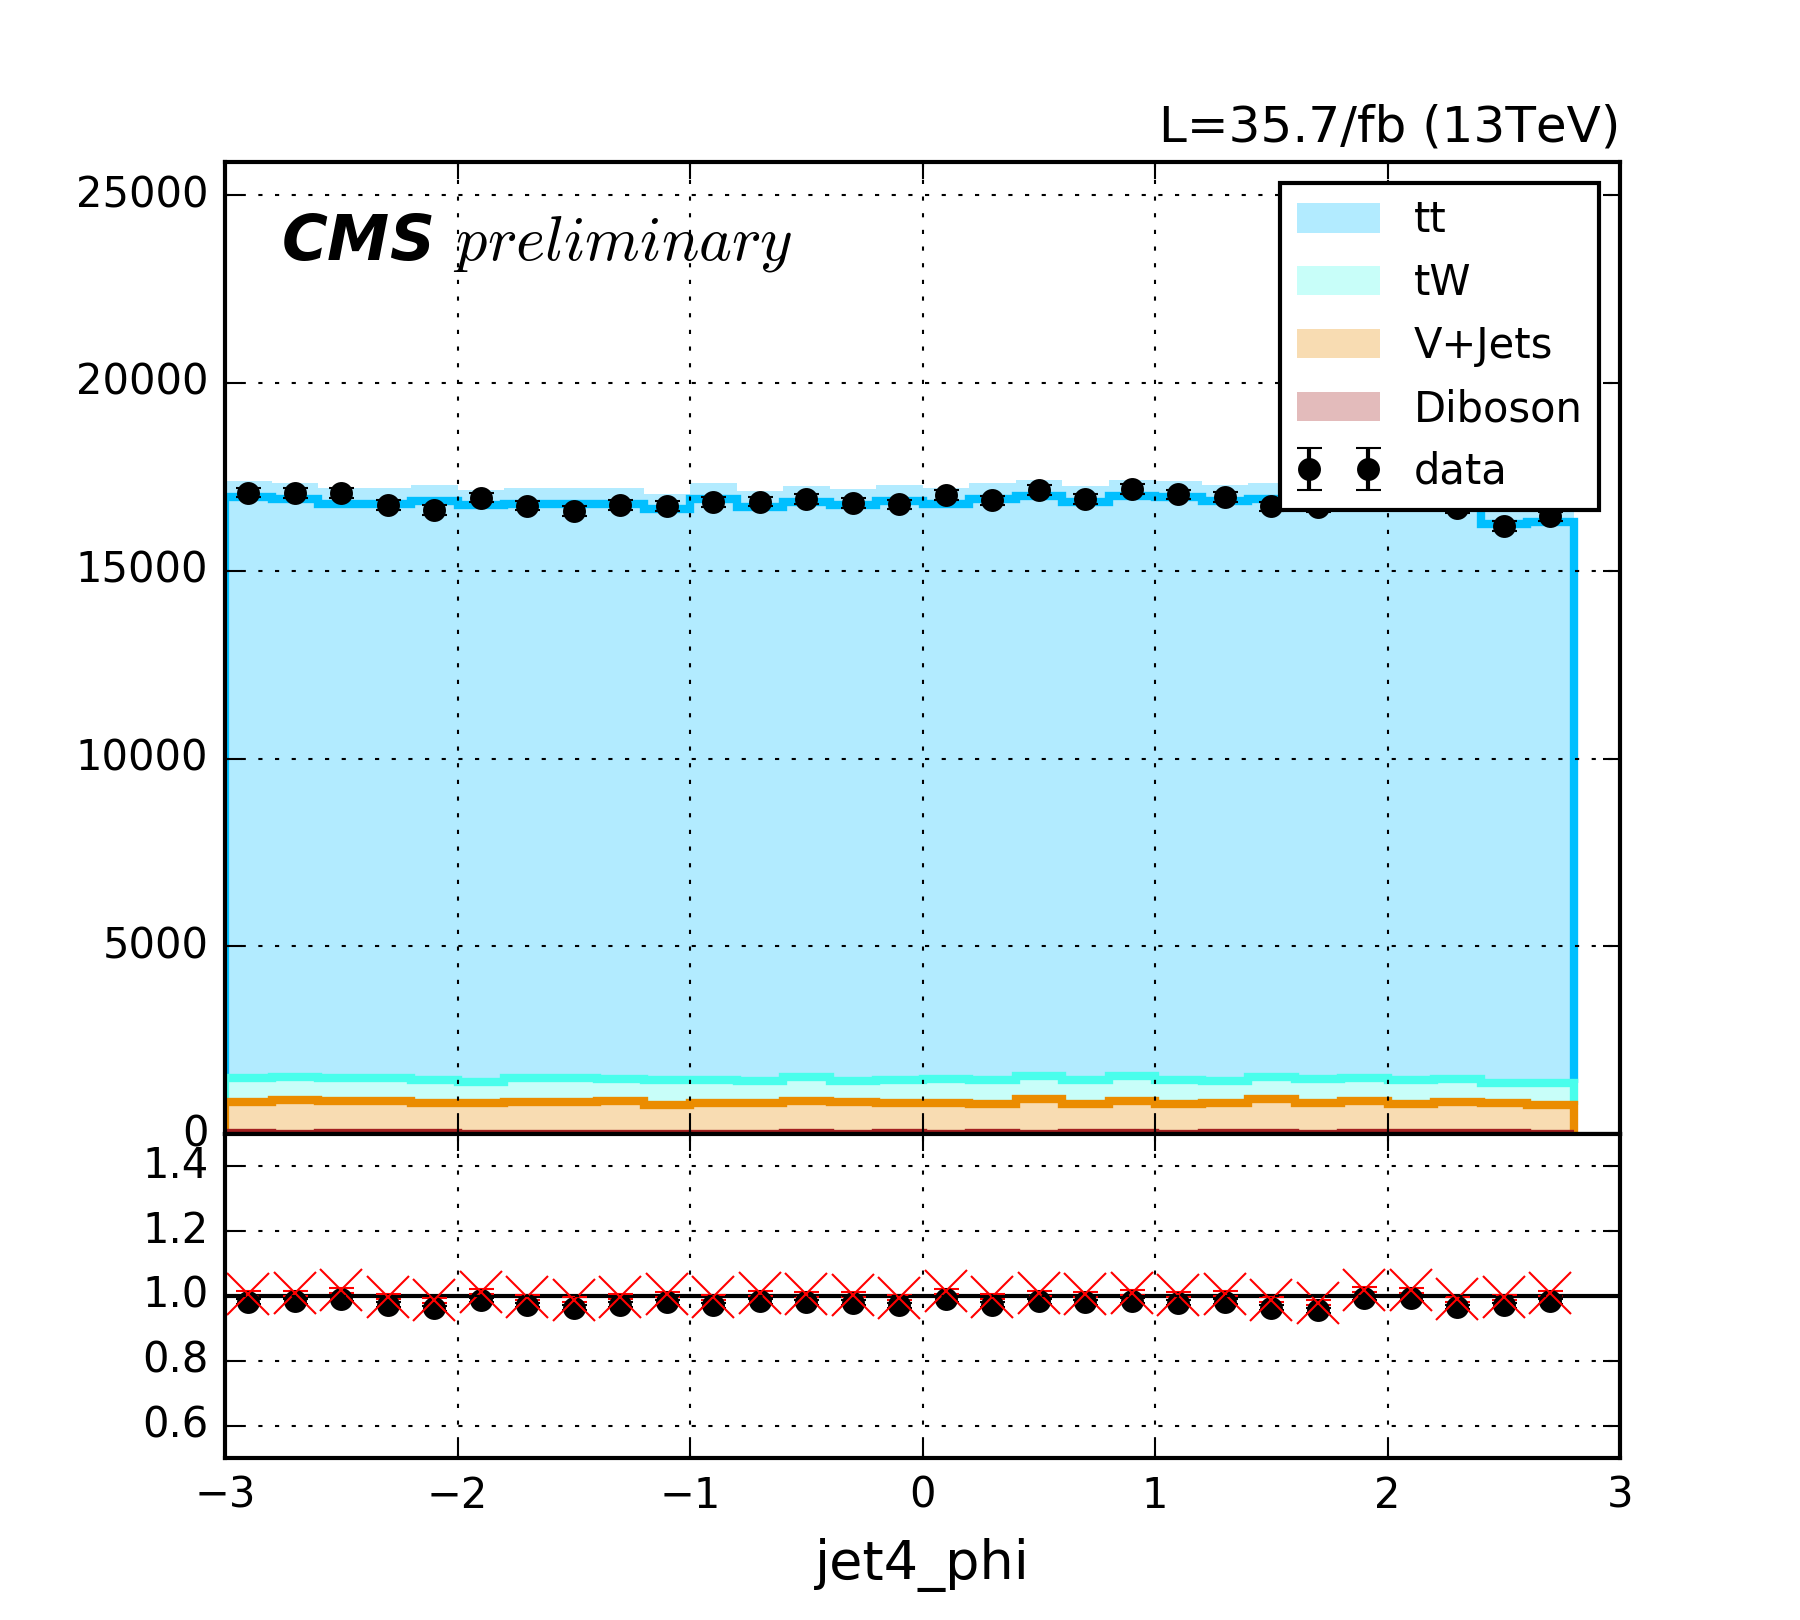 L=35.7/fb (13TeV)
25000
CMS preliminary
20000
15000
10000
5000
0
tt
tW
V+Jets
Diboson
data
1.4
1.2
1.0
0.8
0.6
−3 −2 −1 0 1 2 3
jet4_phi